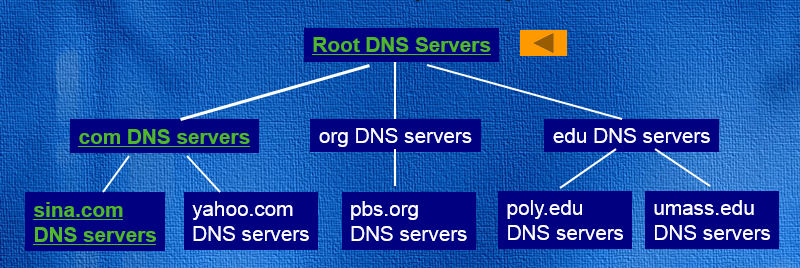 Root DNS Servers
com DNS servers
org DNS servers
edu DNS servers
sina.com
DNS servers
yahoo.com
DNS servers
pbs.org
DNS servers
poly.edu
DNS servers
umass.edu
DNS servers